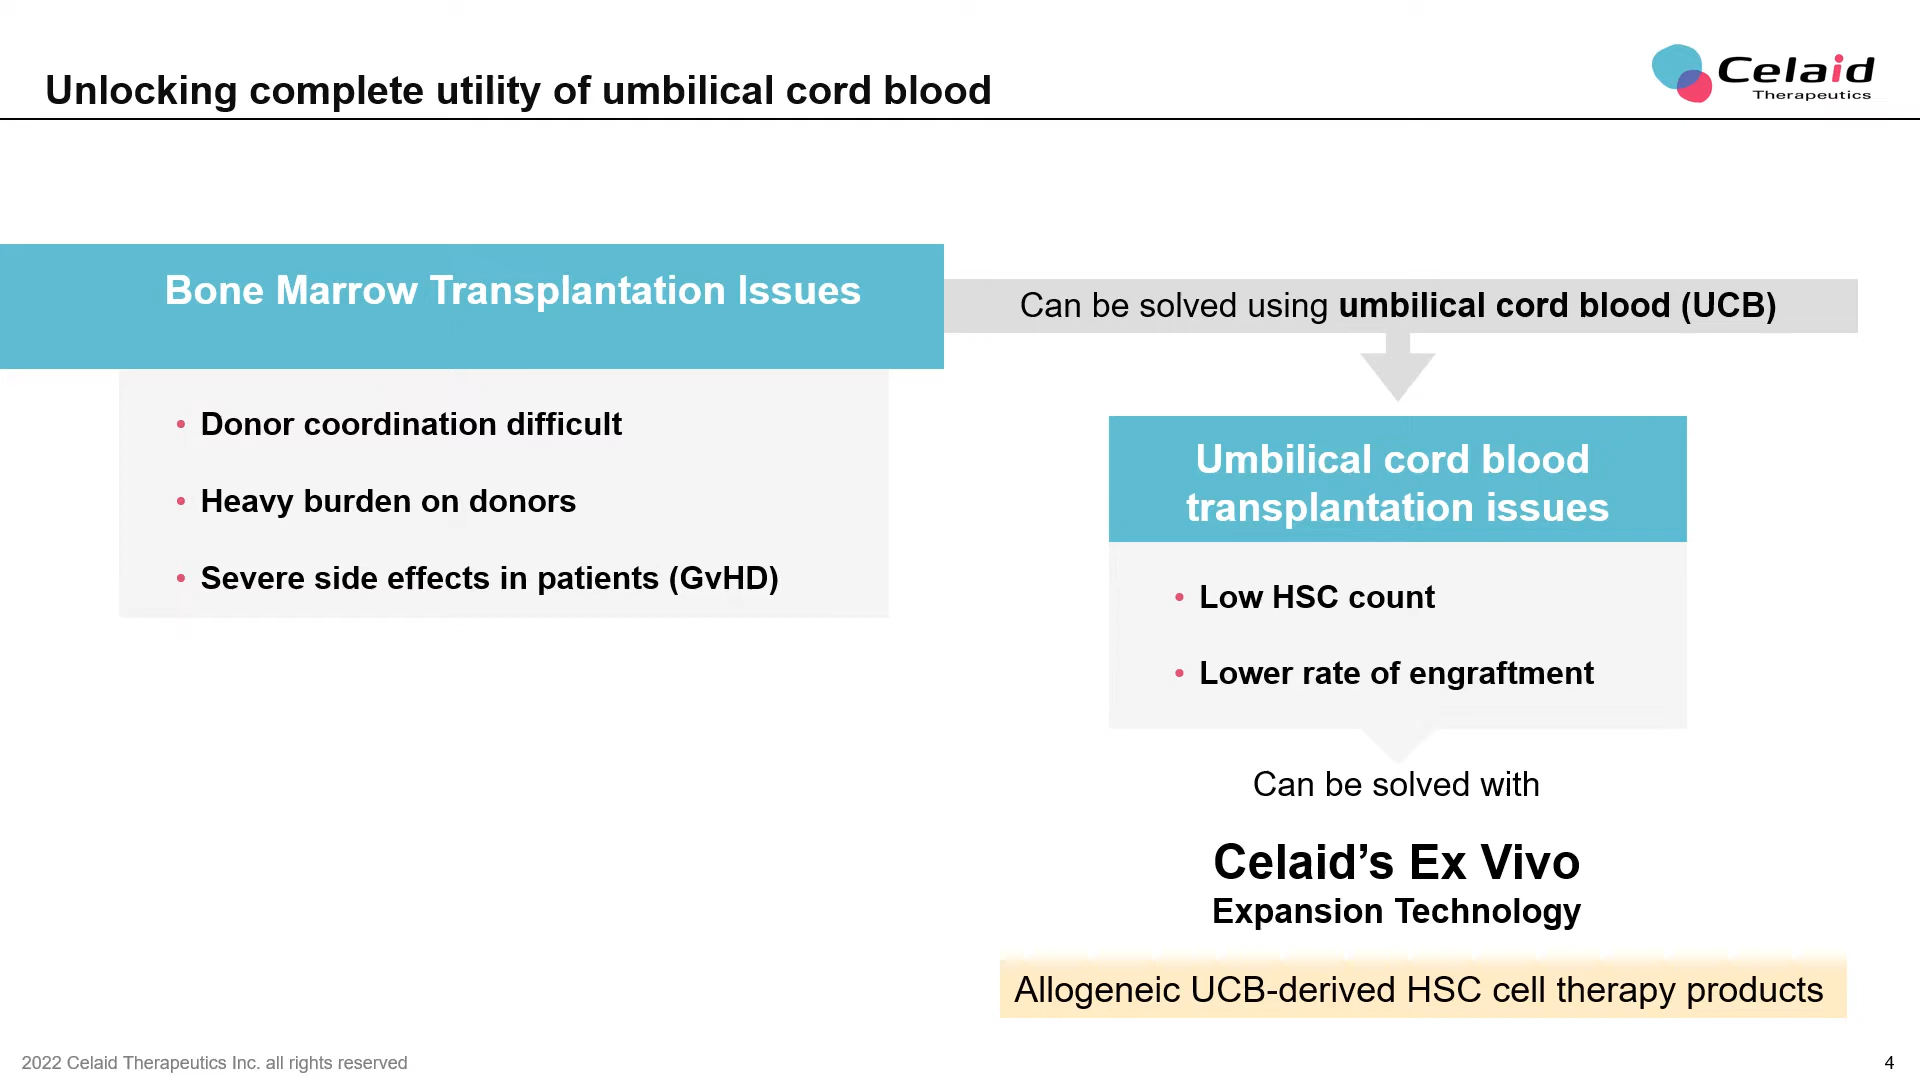 Unlocking complete utility of umbilical cord blood
Celaid
Therapeutics
Bone Marrow Transplantation Issues
• Donor coordination difficult
• Heavy burden on donors
• Severe side effects in patients (GvHD)
Can be solved using umbilical cord blood (UCB)
Umbilical cord blood
transplantation issues
• Low HSC count
• Lower rate of engraftment
Can be solved with
Celaid’s Ex Vivo
Expansion Technology
Allogeneic UCB-derived HSC cell therapy products
2022 Celaid Therapeutics Inc. all rights reserved
4